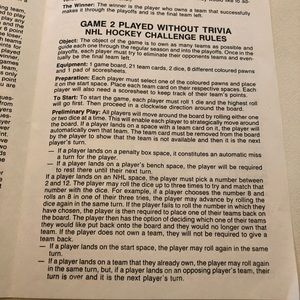 The Winner: The winner is the player who owns a team that successfully
makes it through the playoffs and is the final team left.
GAME 2 PLAYED WITHOUT TRIVIA
NHL HOCKEY CHALLENGE RULES
Object: The object of the game is to own as many teams as possible and
guide each one through the regular season and into the playoffs. Once in the
playoffs, each player must try to eliminate their opponents teams and even-
tually be the final team left.
Equipment: 1 game board, 21 team cards, 2 dice, 6 different coloured pawns
and 1 pad of scoresheets.
Preparation: Each player must select one of the coloured pawns and place
it on the start space. Place each team card on their respective spaces. Each
player will also need a scoresheet to keep track of their team's points.
To Start: To start the game, each player must roll 1 die and the highest roll
will go first. Then proceed in a clockwise direction around the board.
Preliminary Play: All players will move around the board by rolling either one
or two dice at a time. This will enable each player to strategically move around
the board. If a player lands on a space with a team card on it, the player will
automatically own that team. The team card must be removed from the board
by the player to show that the team is not available and then it is the next
player's turn.
— If a player lands on a penalty box space, it constitutes an automatic miss
a turn for the player.
— If a player lands on a player's bench space, the player will be required
to rest there until their next turn.
If a player lands on an NHL space, the player must pick a number between
2 and 12. The player may roll the dice up to three times to try and match that
number with the dice. For example, if a player chooses the number 8 and
rolls an 8 in one of their three tries, the player may advance by rolling the
dice again in the same turn. If the player fails to roll the number in which they
have chosen, the player is then required to place one of their teams back on
the board. The player then has the option of deciding which one of their teams
they would like put back onto the board and they would no longer own that
team. If the player does not own any teams, they will not be required to give a
team back.
— If a player lands on the start space, the player may roll again in the same
turn.
— If a player lands on a team that they already own, the player may roll again
in the same turn, but, if a player lands on an opposing player's team, their
turn is over and it is the next player's turn.